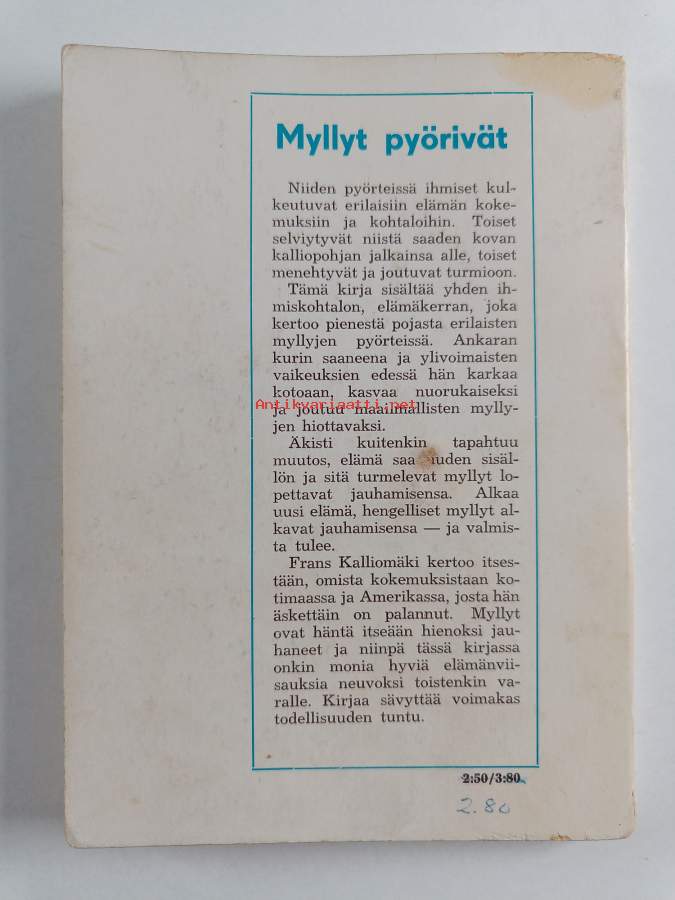 Myllyt pyörivät
Niiden pyörteissä ihmiset kul-
keutuvat erilaisiin elämän koke-
muksiin ja kohtaloihin. Toiset
selviytyvät niistä saaden kovan
kalliopohjan jalkainsa alle, toiset
menehtyvät ja joutuvat turmioon.
Tämä kirja sisältää yhden ih-
miskohtalon, elämäkerran, joka
kertoo pienestä pojasta erilaisten
myllyjen pyörteissä. Ankaran
kurin saaneena ja ylivoimaisten
vaikeuksien edessä hän karkaa
kotoaan, kasvaa nuorukaiseksi
Antikvariaatti.net
ja joutuu maailmallisten mylly-
jen hiottavaksi.
Äkisti kuitenkin tapahtuu
muutos, elämä saa uuden sisäl-
lön ja sitä turmelevat myllyt lo-
pettavat jauhamisensa. Alkaa
uusi elämä, hengelliset myllyt al-
kavat jauhamisensa — ja valmis-
ta tulee.
Frans Kalliomäki kertoo itses-
tään, omista kokemuksistaan ko-
timaassa ja Amerikassa, josta hän
äskettäin on palannut. Myllyt
ovat häntä itseään hienoksi jau-
haneet ja niinpä tässä kirjassa
onkin monia hyviä elämänvii-
sauksia neuvoksi toistenkin va-
ralle. Kirjaa sävyttää voimakas
todellisuuden tuntu.
2:50/3:80
2.80